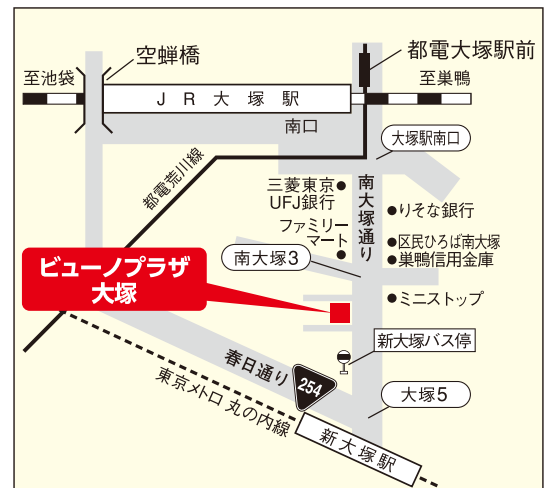 空蝉橋
都電大塚駅前
至池袋
至巣鴨
JR大塚駅
南口
大塚駅南口
都電荒川線
三菱東京
UFJ銀行
南大塚通り
りそな銀行
ファミリー
マート
区民ひろば南大塚
巣鴨信用金庫
南大塚3
ビューノプラザ
大塚
ミニストップ
新大塚バス停
春日通り
254
東京メトロ 丸の内線
大塚5
新大塚駅